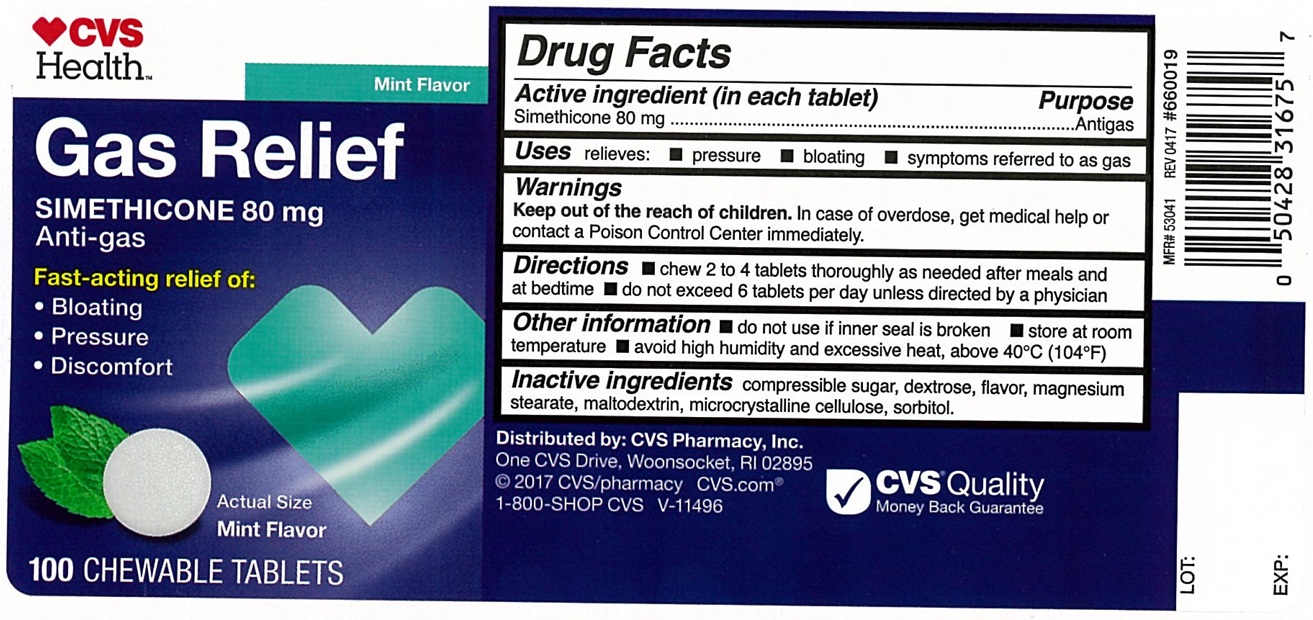 CVS
Health™
Mint Flavor
Gas Relief
SIMETHICONE 80 mg
Anti-gas
Fast-acting relief of:
• Bloating
• Pressure
• Discomfort
Actual Size
Mint Flavor
100 CHEWABLE TABLETS
Drug Facts
Active ingredient (in each tablet) Purpose
Simethicone 80 mg ...........................................................................Antigas
Uses relieves: ■ pressure ■ bloating ■ symptoms referred to as gas
Warnings
Keep out of the reach of children. In case of overdose, get medical help or
contact a Poison Control Center immediately.
Directions ■ chew 2 to 4 tablets thoroughly as needed after meals and
at bedtime ■ do not exceed 6 tablets per day unless directed by a physician
Other information ■ do not use if inner seal is broken ■ store at room
temperature ■ avoid high humidity and excessive heat, above 40°C (104°F)
Inactive ingredients compressible sugar, dextrose, flavor, magnesium
stearate, maltodextrin, microcrystalline cellulose, sorbitol.
Distributed by: CVS Pharmacy, Inc.
One CVS Drive, Woonsocket, RI 02895
© 2017 CVS/pharmacy CVS.com®
1-800-SHOP CVS V-11496
CVS® Quality
Money Back Guarantee
MFR# 53041 REV 0417 #660019
0 50428 31675 7
LOT:
EXP: